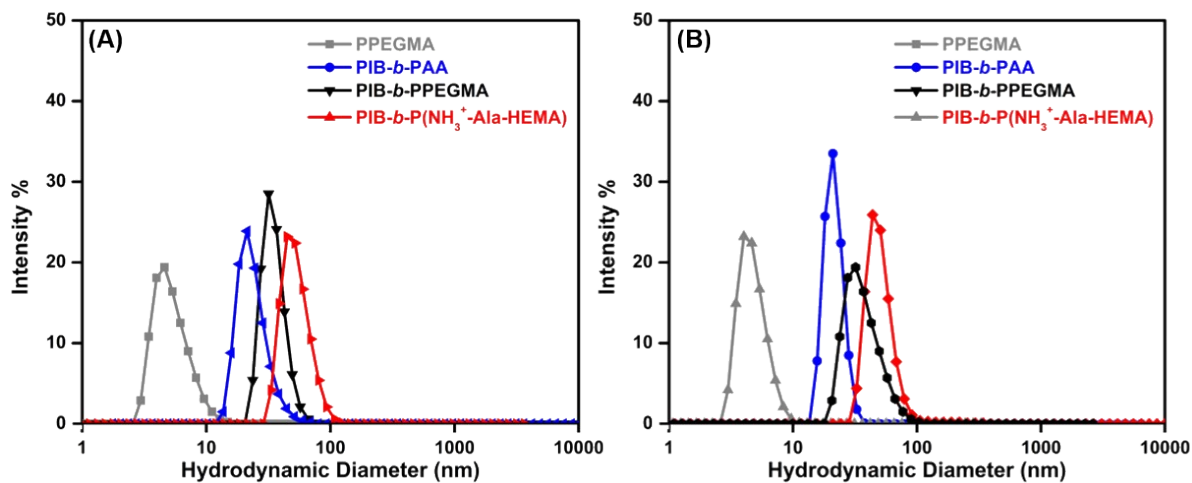 (A)
PPEGMA
PIB-b-PAA
PIB-b-PPEGMA
PIB-b-P(NH₃⁺-Ala-HEMA)
Intensity %
50
40
30
20
10
0
1 10 100 1000 10000
Hydrodynamic Diameter (nm)
(B)
PPEGMA
PIB-b-PAA
PIB-b-PPEGMA
PIB-b-P(NH₃⁺-Ala-HEMA)
Intensity %
50
40
30
20
10
0
1 10 100 1000 10000
Hydrodynamic Diameter (nm)